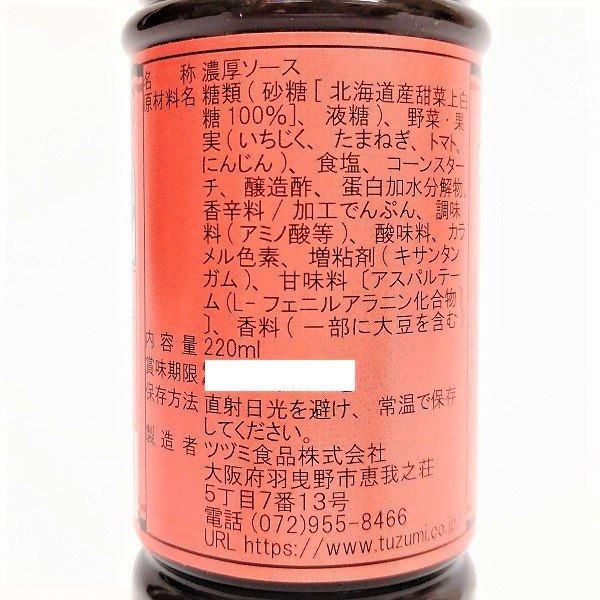 名称 濃厚ソース
原材料名 糖類(砂糖[北海道産甜菜上白
糖100%]、液糖)、野菜・果
実(いちじく、たまねぎ、トマト、
にんじん)、食塩、コーンスター
チ、醸造酢、蛋白加水分解物、
香辛料/加工でんぷん、調味
料(アミノ酸等)、酸味料、カラ
メル色素、増粘剤(キサンタン
ガム)、甘味料〔アスパルテー
ム(L-フェニルアラニン化合物)
〕、香料(一部に大豆を含む)
内容量 220ml
賞味期限
保存方法 直射日光を避け、常温で保存
してください。
製造者 ツヅミ食品株式会社
大阪府羽曳野市恵我之荘
5丁目7番13号
電話(072)955-8466
URL https://www.tuzumi.co.jp